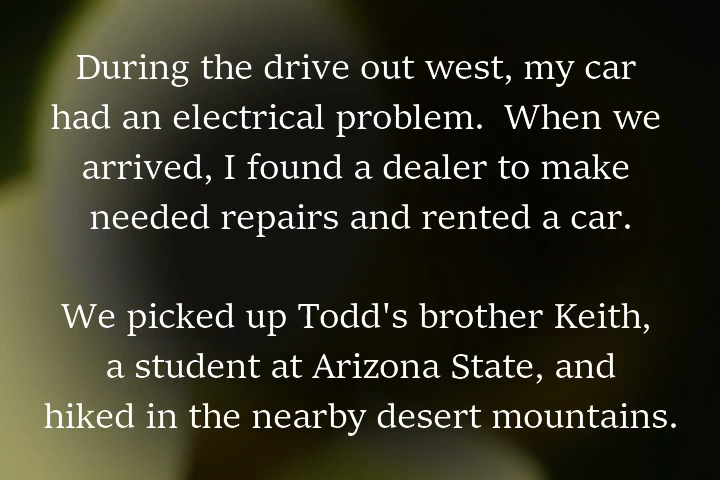 During the drive out west, my car
had an electrical problem.  When we
arrived, I found a dealer to make
needed repairs and rented a car.
We picked up Todd's brother Keith,
a student at Arizona State, and
hiked in the nearby desert mountains.